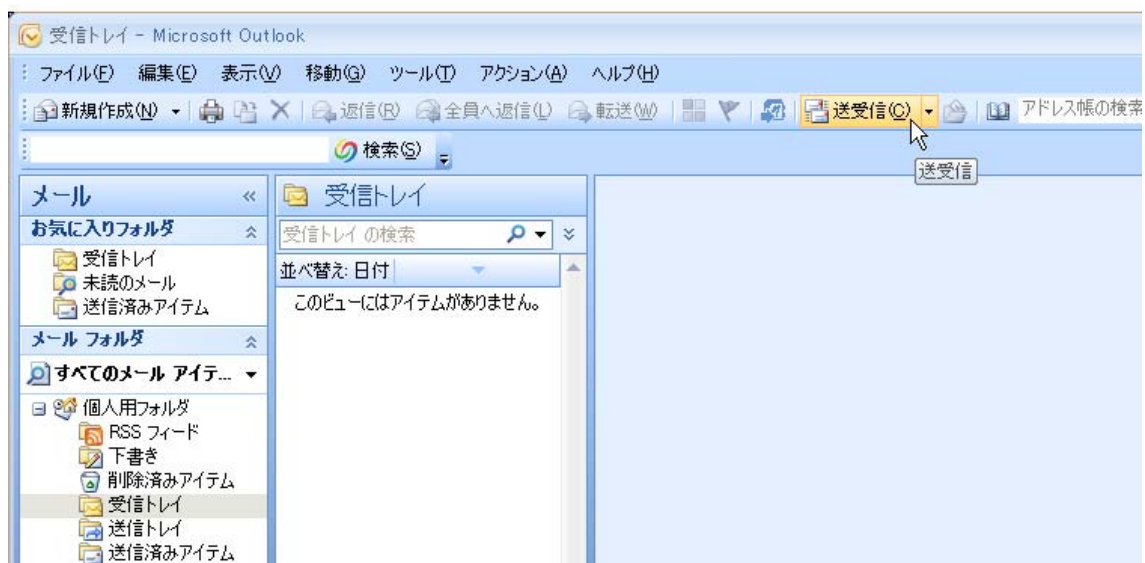 受信トレイ - Microsoft Outlook
ファイル(F) 編集(E) 表示(V) 移動(G) ツール(T) アクション(A) ヘルプ(H)
新規作成(N) 返信(R) 全員へ返信(L) 転送(W) 送受信(C) アドレス帳の検索
検索(S)
送受信
メール
お気に入りフォルダ
受信トレイ
未読のメール
送信済みアイテム
メール フォルダ
すべてのメール アイテ...
個人用フォルダ
RSS フィード
下書き
削除済みアイテム
受信トレイ
送信トレイ
送信済みアイテム
受信トレイ
受信トレイ の検索
並べ替え: 日付
このビューにはアイテムがありません。